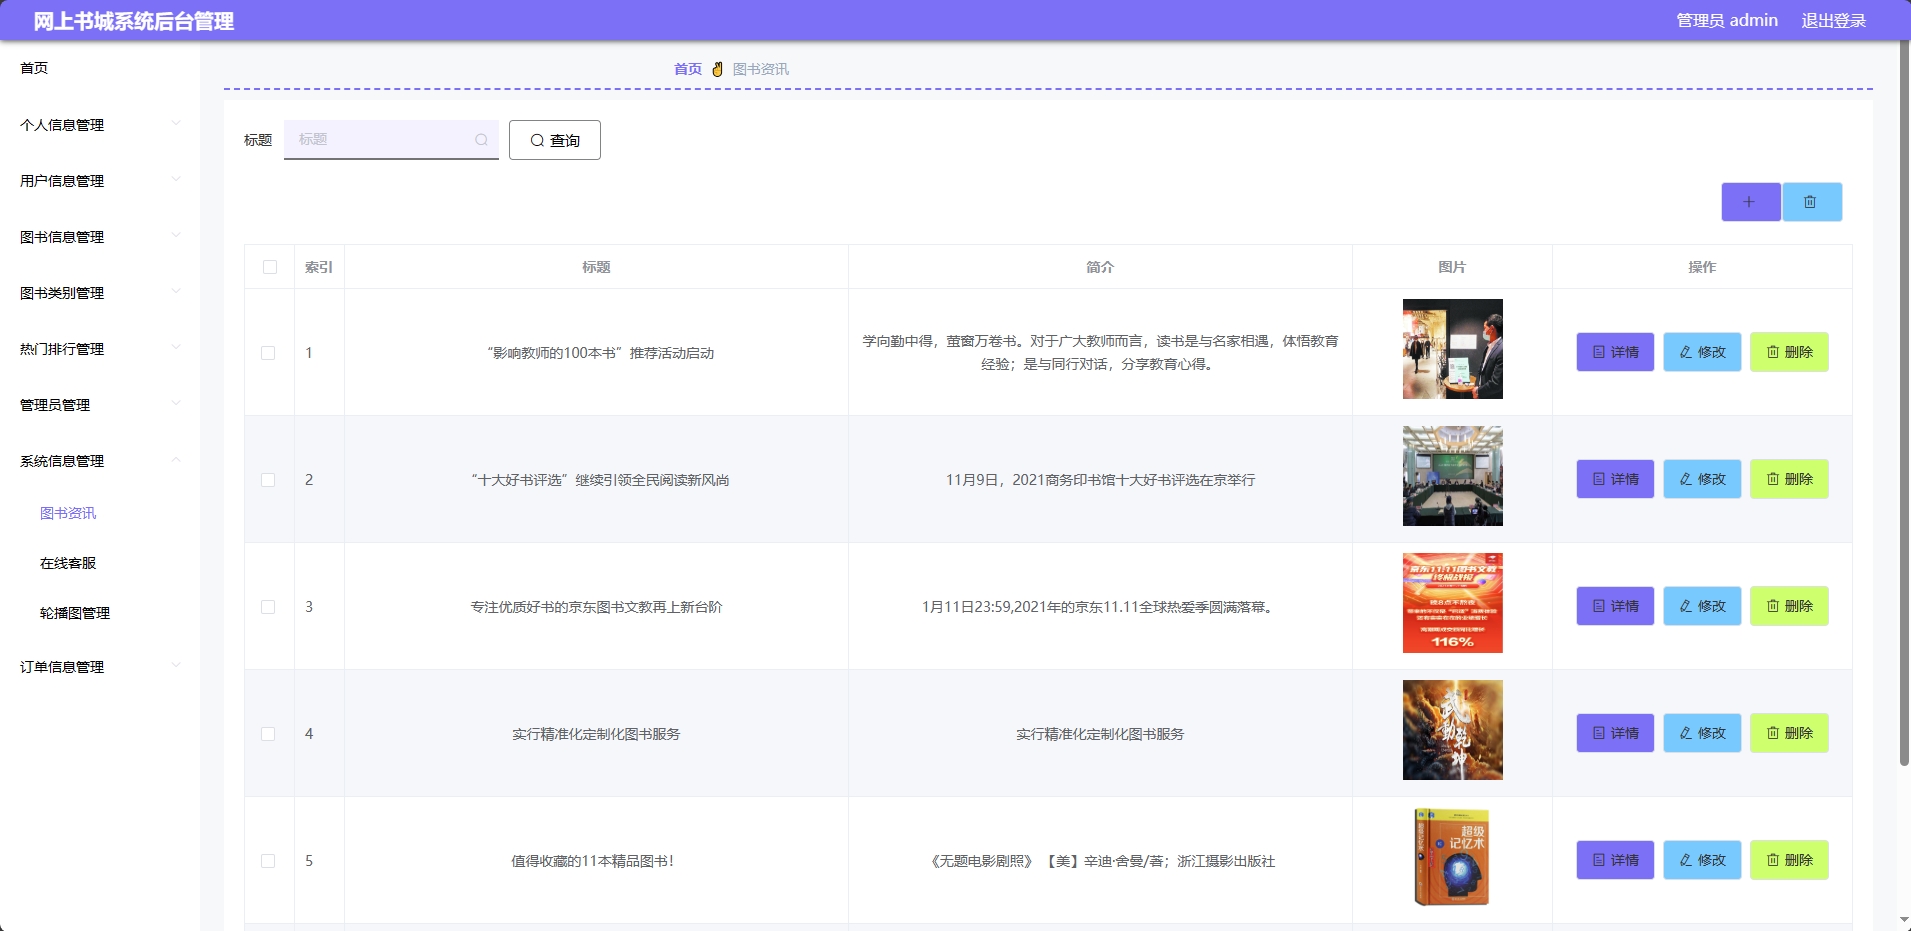 网上书城系统后台管理
管理员 admin 退出登录
首页
个人信息管理
用户信息管理
图书信息管理
图书类别管理
热门排行管理
管理员管理
系统信息管理
图书资讯
在线客服
轮播图管理
订单信息管理
首页 图书资讯
标题 标题 查询
索引 标题 简介 图片 操作
1 “影响教师的100本书”推荐活动启动 学向勤中得，萤窗万卷书。对于广大教师而言，读书是与名家相遇，体悟教育
经验；是与同行对话，分享教育心得。
详情 修改 删除
2 “十大好书评选”继续引领全民阅读新风尚 11月9日，2021商务印书馆十大好书评选在京举行 详情 修改 删除
3 专注优质好书的京东图书文教再上新台阶 1月11日23:59,2021年的京东11.11全球热爱季圆满落幕。
京东11.11图书文教
终极战报
116%
详情 修改 删除
4 实行精准化定制化图书服务 实行精准化定制化图书服务
武動乾坤
详情 修改 删除
5 值得收藏的11本精品图书！ 《无题电影剧照》 【美】辛迪·舍曼/著；浙江摄影出版社
超级
记忆术
详情 修改 删除